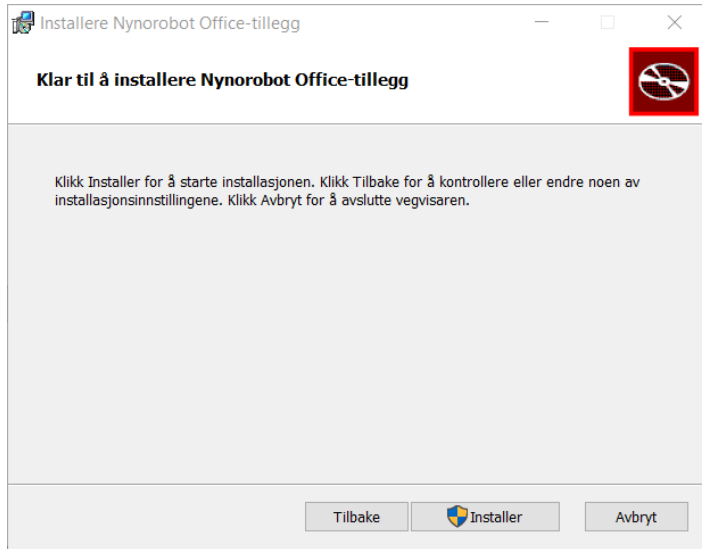 Installere Nynorobot Office-tillegg
Klar til å installere Nynorobot Office-tillegg
Klikk Installer for å starte installasjonen. Klikk Tilbake for å kontrollere eller endre noen av
installasjonsinnstillingene. Klikk Avbryt for å avslutte vegvisaren.
Tilbake
Installer
Avbryt